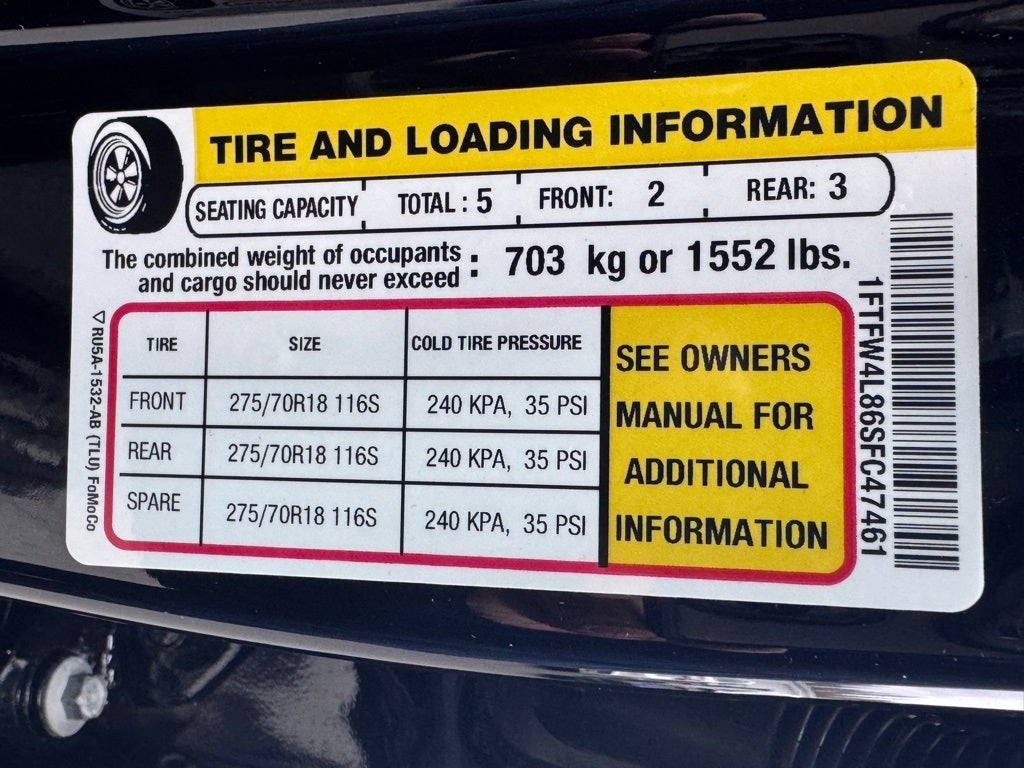 TIRE AND LOADING INFORMATION
SEATING CAPACITY TOTAL : 5 FRONT: 2 REAR: 3
The combined weight of occupants
and cargo should never exceed : 703 kg or 1552 lbs.
TIRE SIZE COLD TIRE PRESSURE
FRONT 275/70R18 116S 240 KPA, 35 PSI
REAR 275/70R18 116S 240 KPA, 35 PSI
SPARE 275/70R18 116S 240 KPA, 35 PSI
SEE OWNERS
MANUAL FOR
ADDITIONAL
INFORMATION
1FTFW4L86SFC47461
RU5A-1532-AB (TLU) FoMoCo